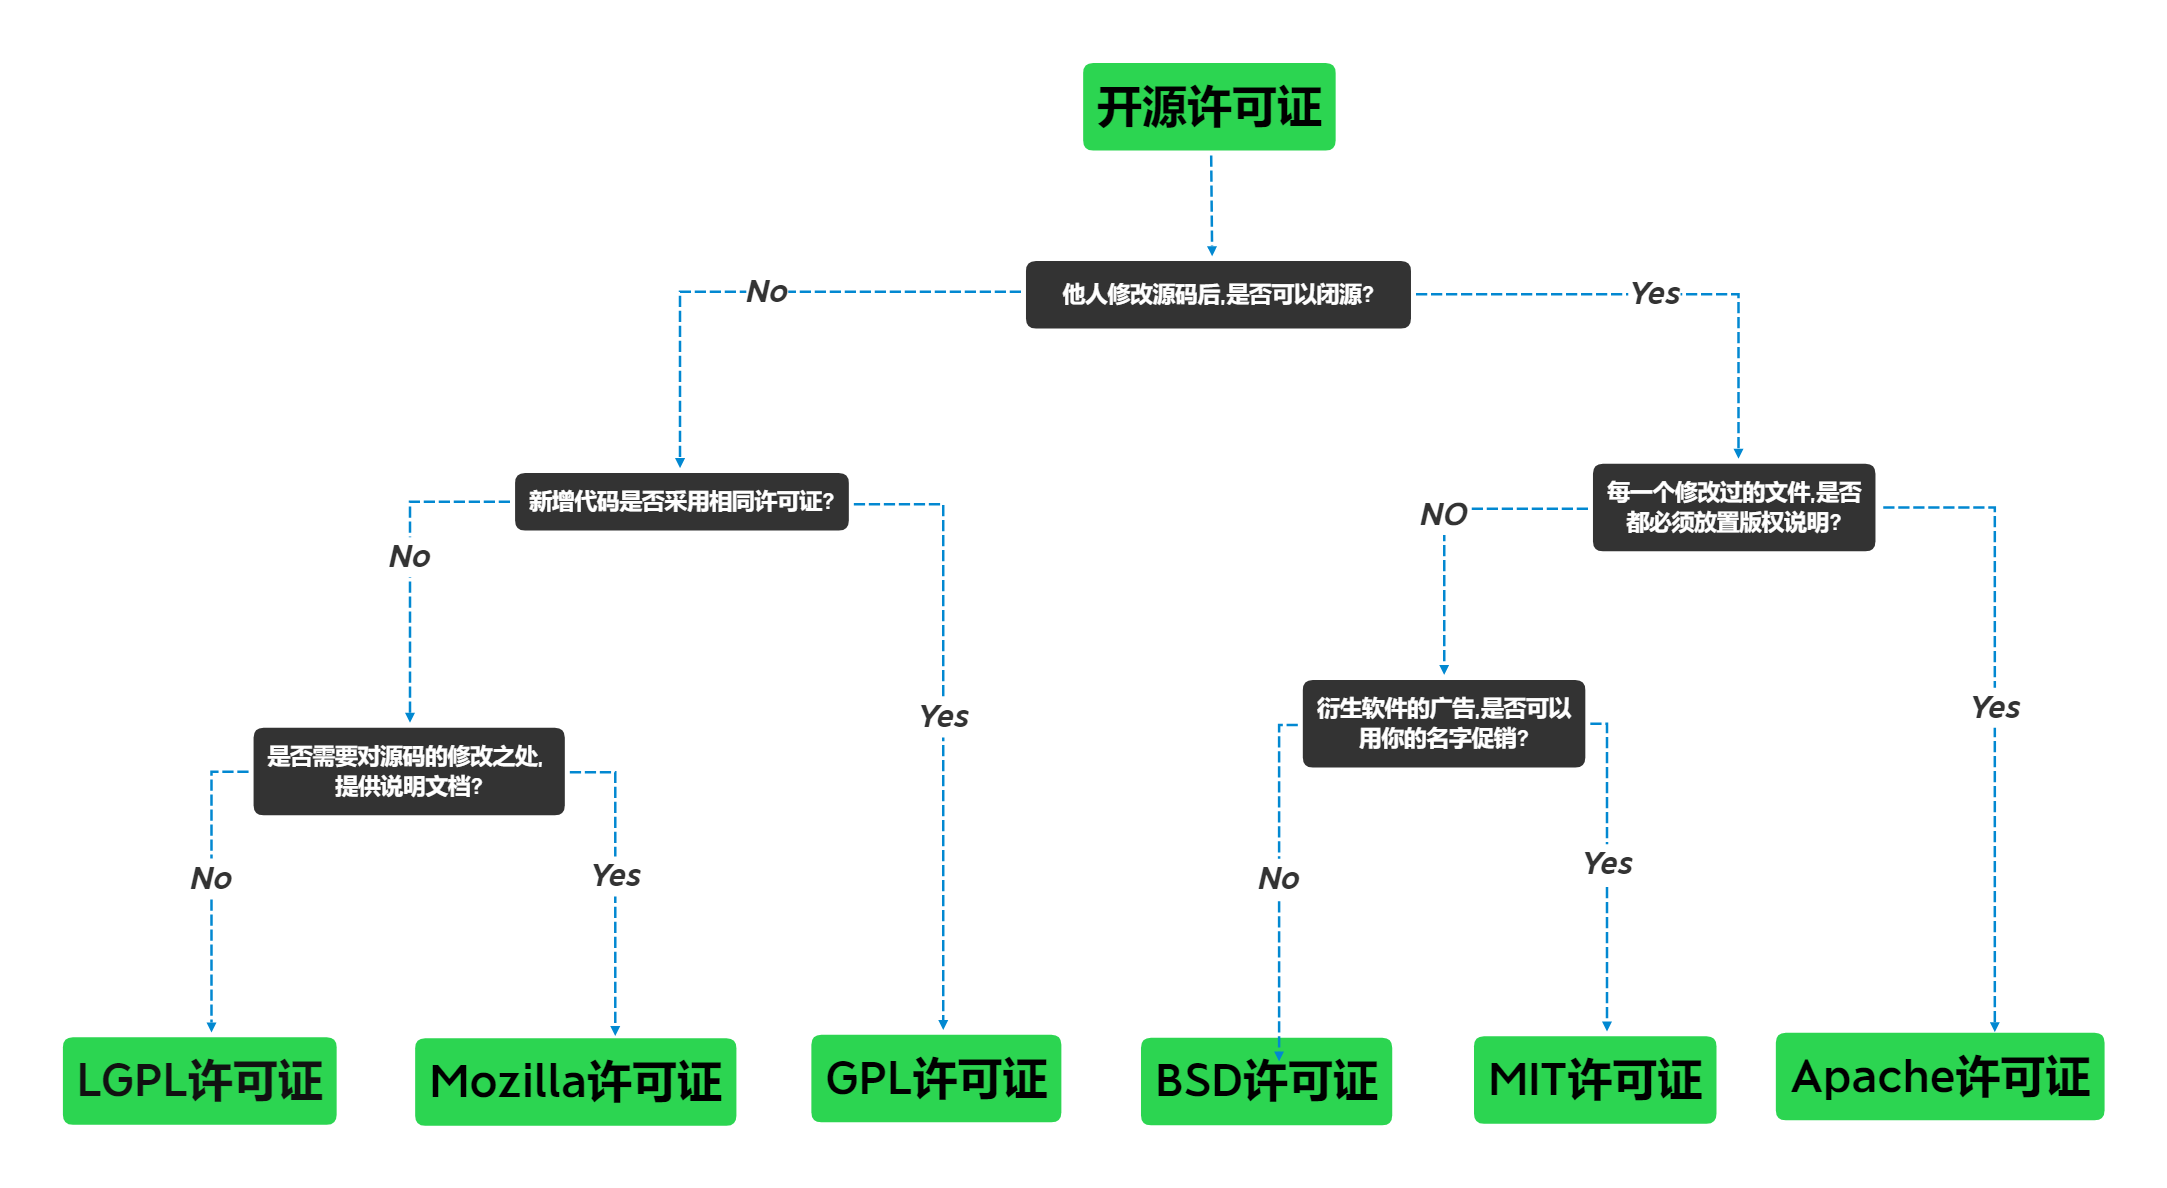 开源许可证
他人修改源码后,是否可以闭源?
No
Yes
新增代码是否采用相同许可证?
每一个修改过的文件,是否
都必须放置版权说明?
No
NO
Yes
Yes
是否需要对源码的修改之处,
提供说明文档?
衍生软件的广告,是否可以
用你的名字促销?
No
Yes
No
Yes
LGPL许可证
Mozilla许可证
GPL许可证
BSD许可证
MIT许可证
Apache许可证